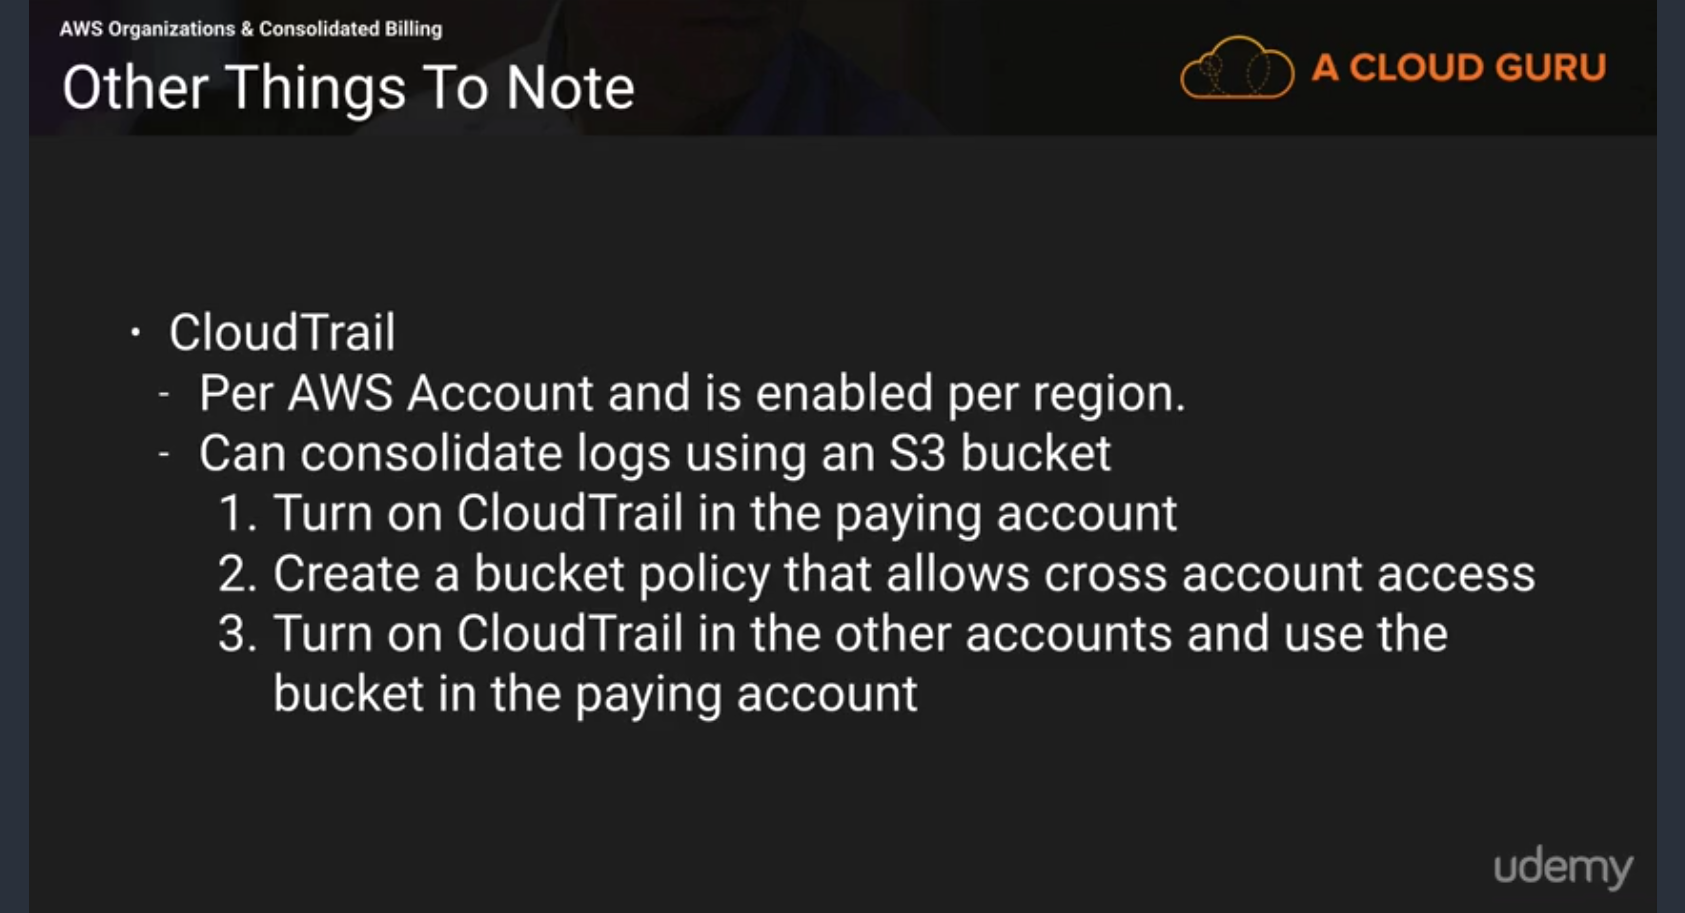 AWS Organizations & Consolidated Billing
Other Things To Note
A CLOUD GURU
• CloudTrail
- Per AWS Account and is enabled per region.
- Can consolidate logs using an S3 bucket
1. Turn on CloudTrail in the paying account
2. Create a bucket policy that allows cross account access
3. Turn on CloudTrail in the other accounts and use the
bucket in the paying account
udemy